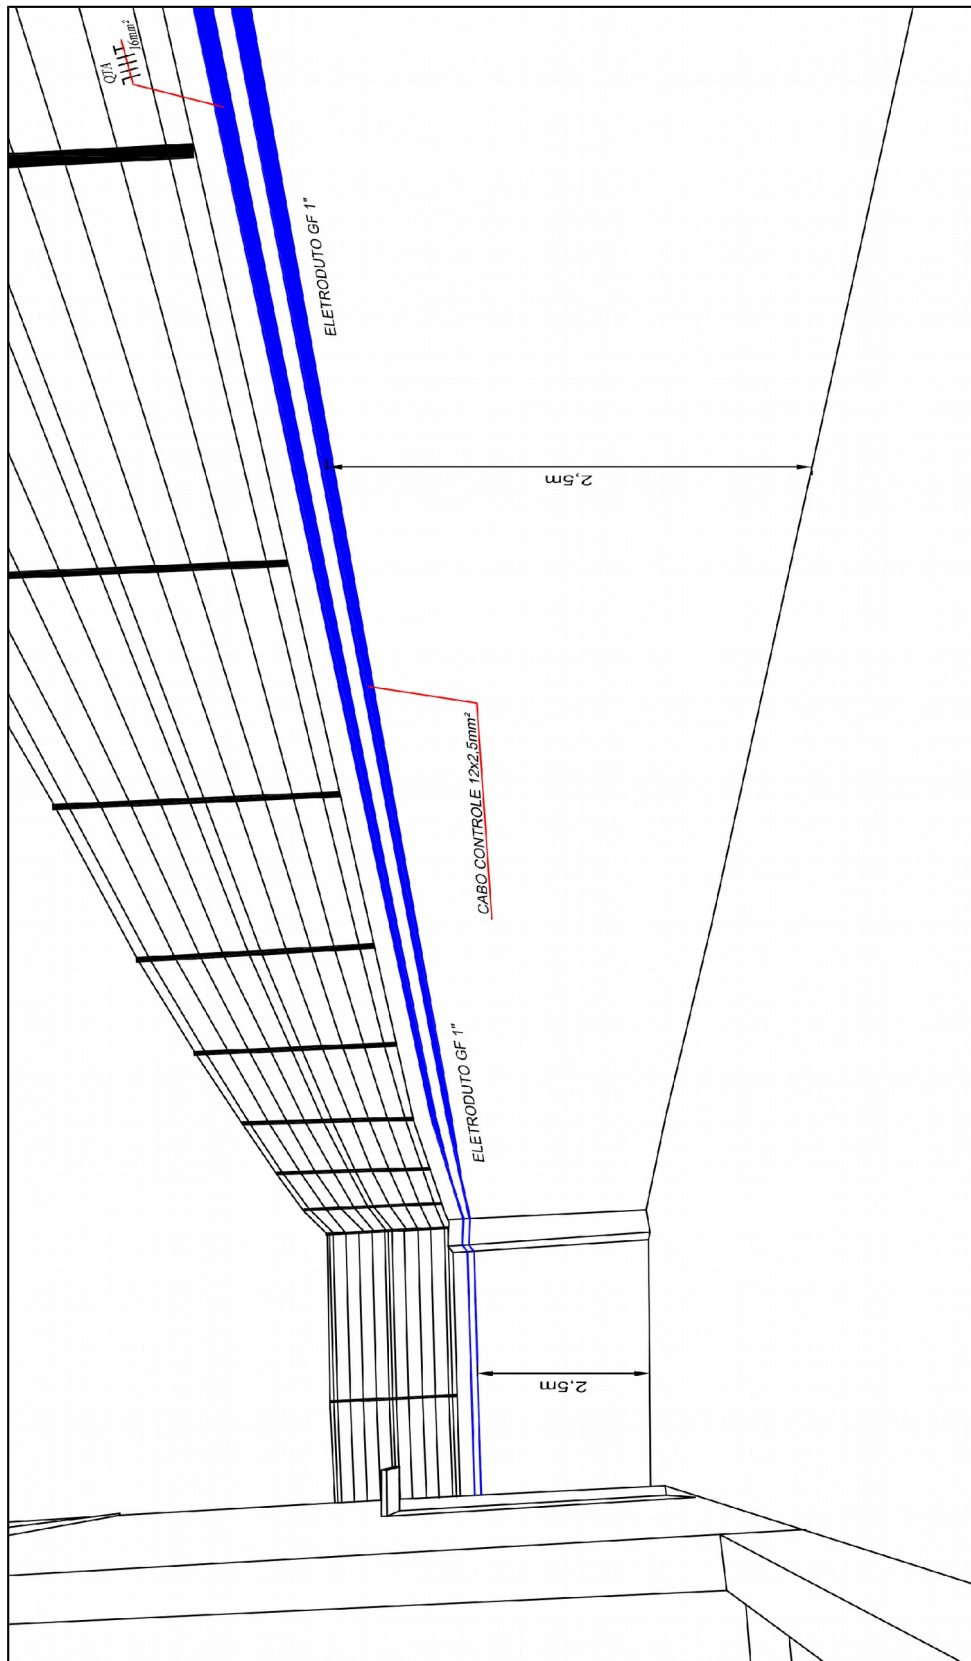 QTA
16mm²
ELETRODUTO GF 1"
2,5m
CABO CONTROLE 12x2,5mm²
ELETRODUTO GF 1"
2,5m